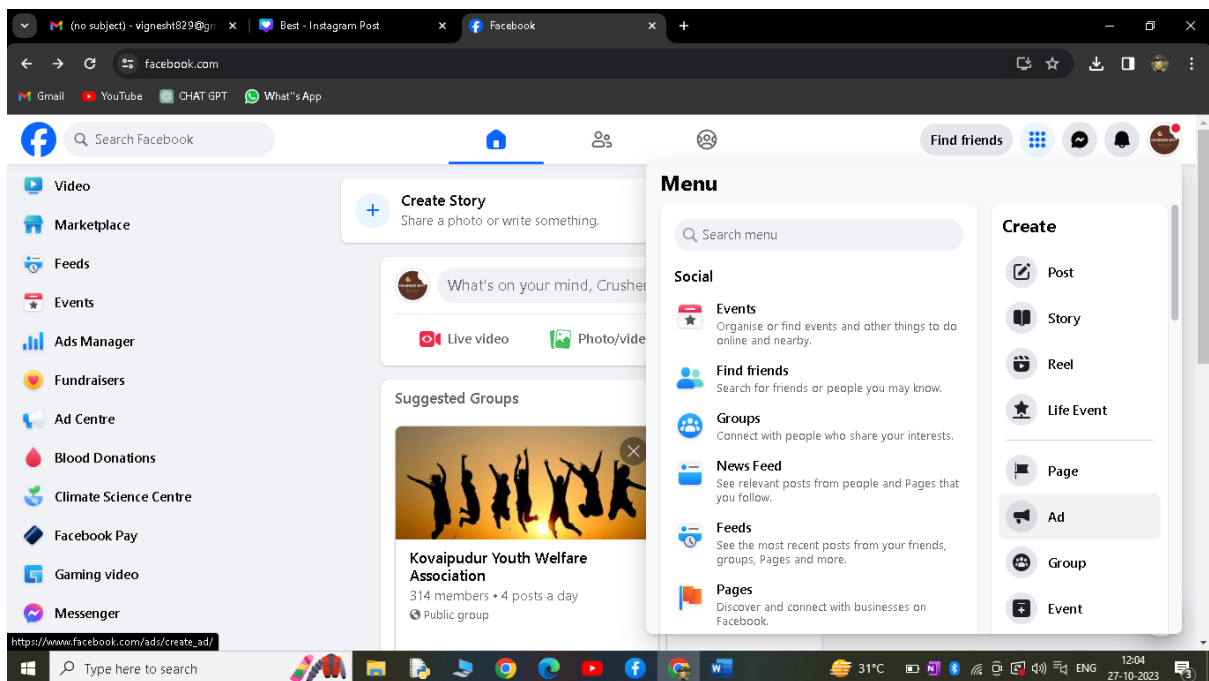 (no subject) - vignesht829@gm
Best - Instagram Post
Facebook
facebook.com
Gmail
YouTube
CHAT GPT
What"s App
Search Facebook
Find friends
Video
Marketplace
Feeds
Events
Ads Manager
Fundraisers
Ad Centre
Blood Donations
Climate Science Centre
Facebook Pay
Gaming video
Messenger
https://www.facebook.com/ads/create_ad/
Create Story
Share a photo or write something.
What's on your mind, Crusher
Live video
Photo/vide
Suggested Groups
Kovaipudur Youth Welfare
Association
314 members • 4 posts a day
Public group
Menu
Search menu
Social
Events
Organise or find events and other things to do
online and nearby.
Find friends
Search for friends or people you may know.
Groups
Connect with people who share your interests.
News Feed
See relevant posts from people and Pages that
you follow.
Feeds
See the most recent posts from your friends,
groups, Pages and more.
Pages
Discover and connect with businesses on
Facebook.
Create
Post
Story
Reel
Life Event
Page
Ad
Group
Event
Type here to search
31°C
ENG
12:04
27-10-2023
3